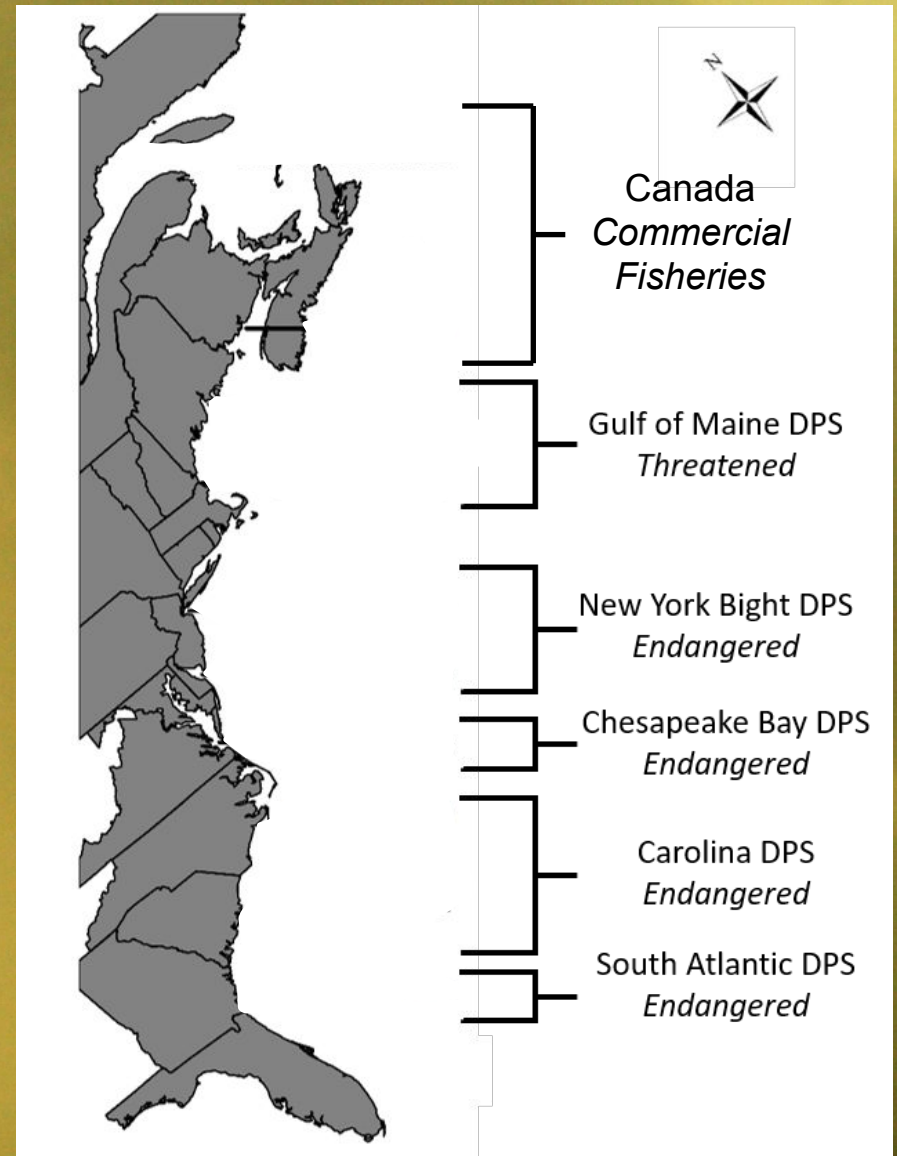 N
Canada
Commercial
Fisheries
Gulf of Maine DPS
Threatened
New York Bight DPS
Endangered
Chesapeake Bay DPS
Endangered
Carolina DPS
Endangered
South Atlantic DPS
Endangered